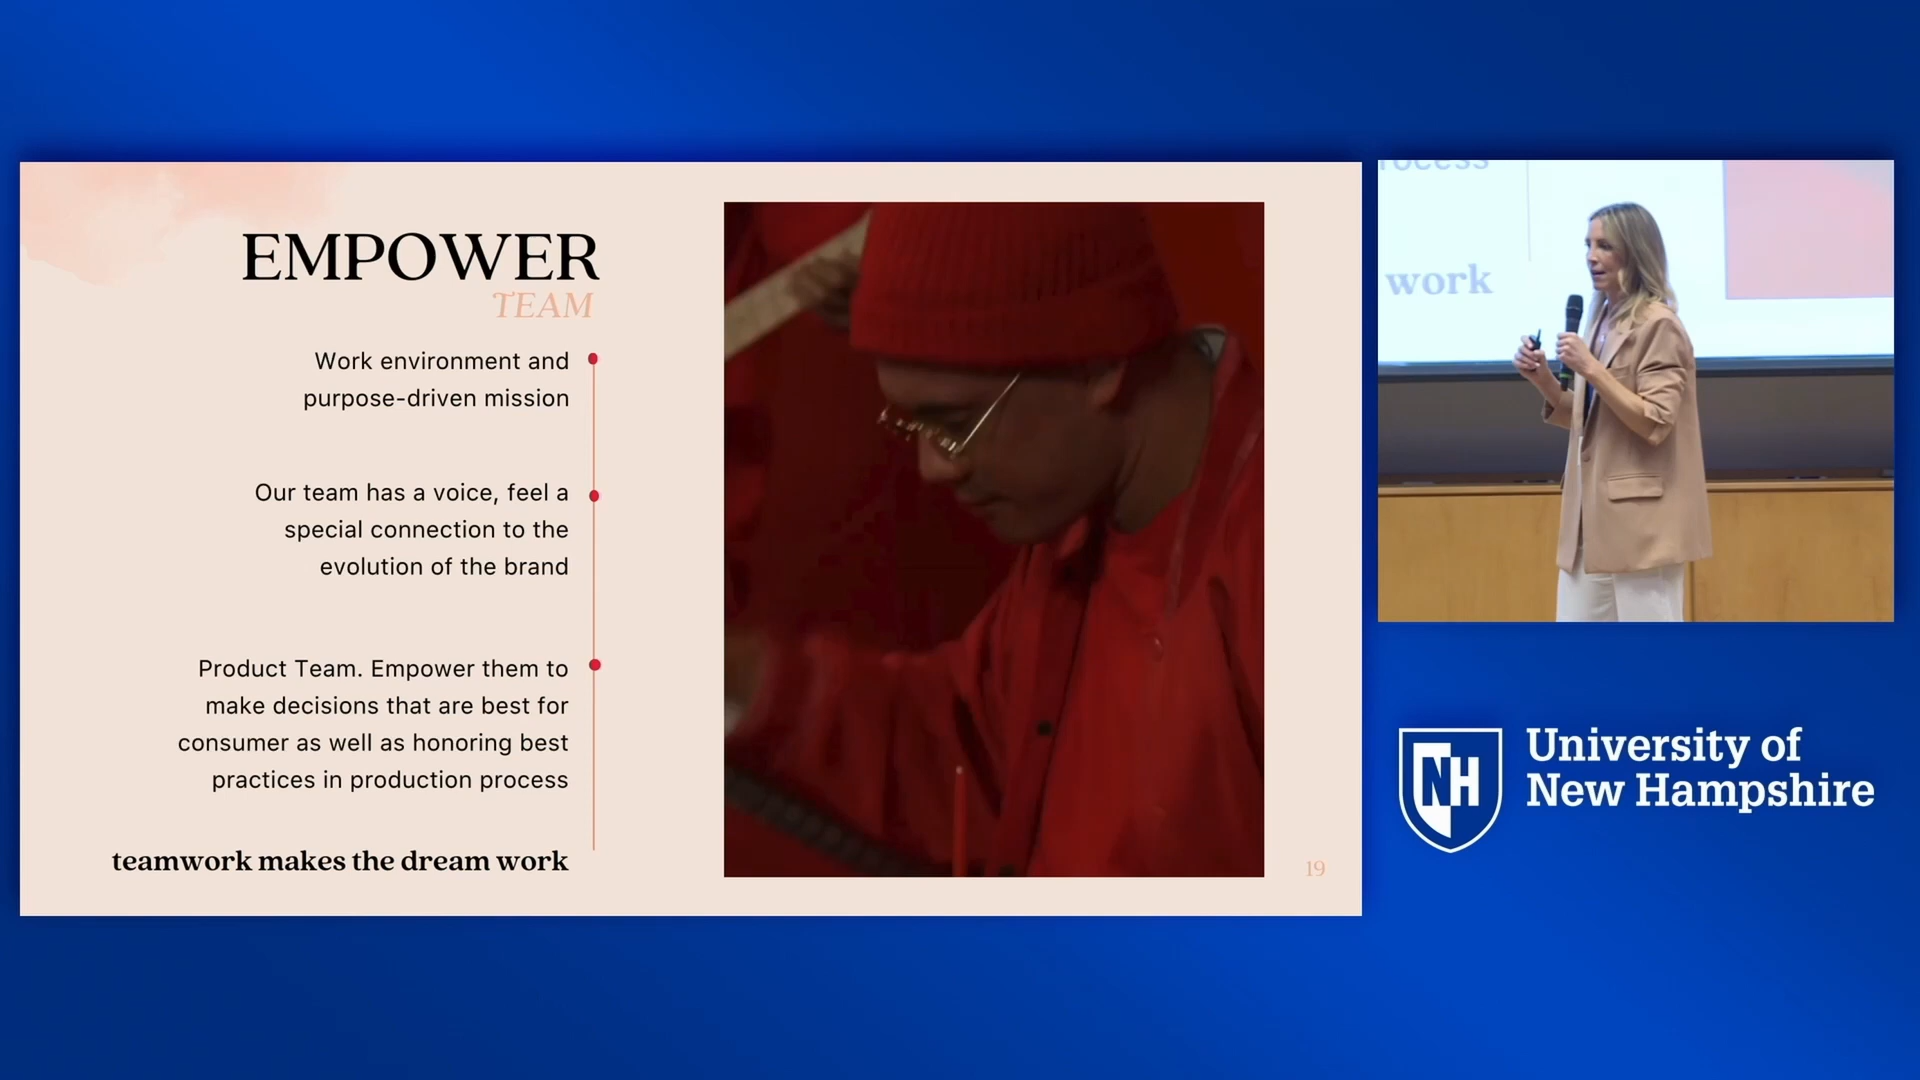 EMPOWER
TEAM
Work environment and
purpose-driven mission
Our team has a voice, feel a
special connection to the
evolution of the brand
Product Team. Empower them to
make decisions that are best for
consumer as well as honoring best
practices in production process
teamwork makes the dream work
19
work
NH
University of
New Hampshire